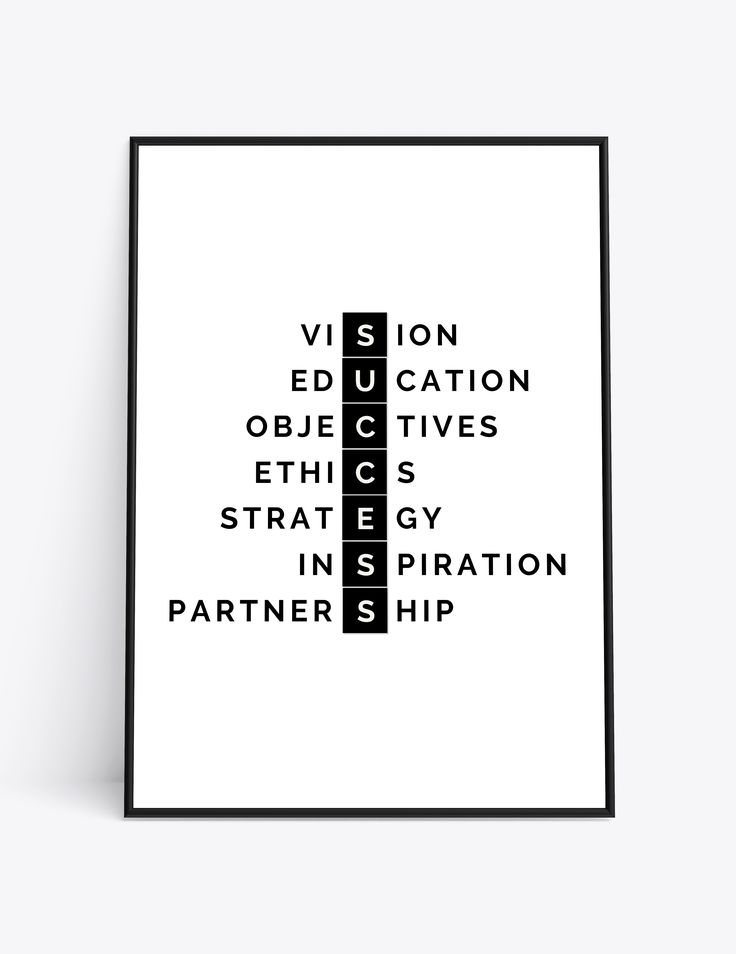 VISION
EDUCATION
OBJECTIVES
ETHICS
STRATEGY
INSPIRATION
PARTNERSHIP